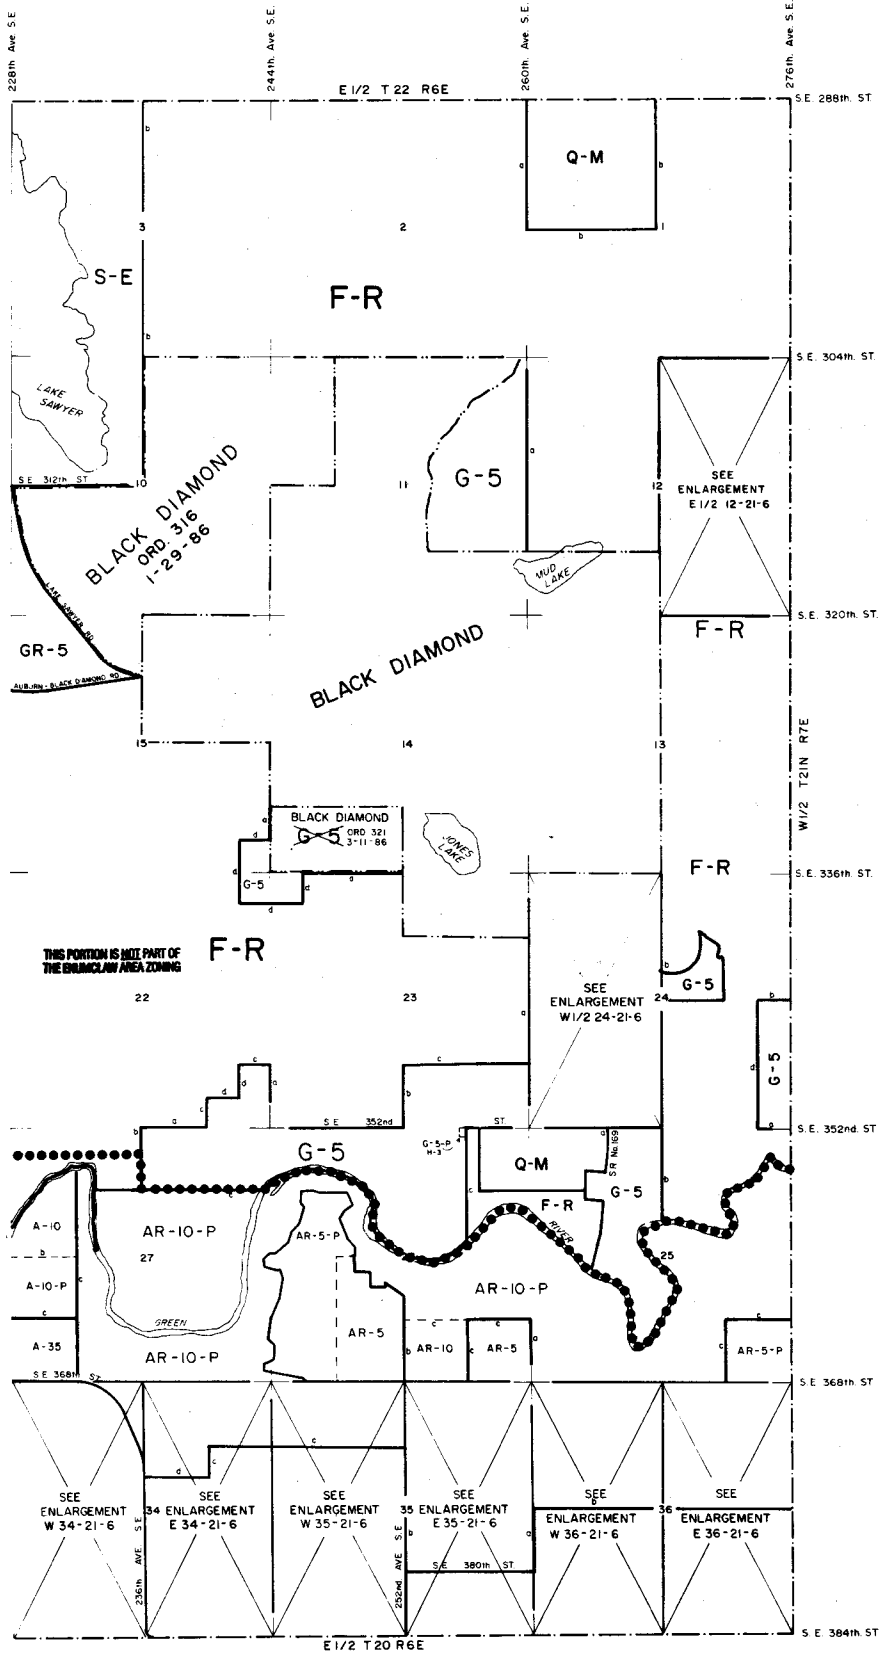 228th Ave. S.E.
244th Ave. S.E.
260th Ave. S.E.
276th Ave. S.E.
E 1/2 T 22 R6E
S.E. 288th. ST.
b
a
Q-M
b
3
2
1
b
S-E
F-R
b
S.E. 304th. ST.
LAKE
SAWYER
a
S E 312th ST
10
BLACK DIAMOND
ORD. 316
1-29-86
11
G-5
12
SEE
ENLARGEMENT
E 1/2 12-21-6
MUD
LAKE
LAKE SAWYER RD
S.E. 320th ST.
F-R
GR-5
BLACK DIAMOND
AUBURN - BLACK DIAMOND RD.
15
14
13
W 1/2 T21N R7E
a
BLACK DIAMOND
G-5
ORD 321
3-11-86
d
JONES
LAKE
d
a
G-5
d
d
F-R
S.E. 336th. ST.
THIS PORTION IS NOT PART OF
THE ENUMCLAW AREA ZONING
F-R
b
G-5
22
23
SEE
ENLARGEMENT
W 1/2 24-21-6
24
b
a
G-5
d
c
c
d
a
b
c
d
a
b
S E 352nd
ST.
a
S.E. 352nd. ST.
G-5
G-5-P
H-3
Q-M
a
S.R. No. 169
G-5
b
c
c
F-R
A-10
AR-10-P
AR-5-P
RIVER
b
27
25
c
A-10-P
AR-10-P
c
GREEN
c
c
A-35
AR-5
AR-10
AR-5
AR-5-P
b
c
a
c
AR-10-P
S E 368th ST.
S.E. 368th. ST
c
c
d
SEE
ENLARGEMENT
W 34-21-6
34
SEE
ENLARGEMENT
E 34-21-6
SEE
ENLARGEMENT
W 35-21-6
35
SEE
ENLARGEMENT
E 35-21-6
SEE
b
ENLARGEMENT
W 36-21-6
36
SEE
ENLARGEMENT
E 36-21-6
b
a
236th AVE S.E.
252nd AVE S.E.
S.E. 380th ST.
S. E. 384th ST
E 1/2 T20 R6E